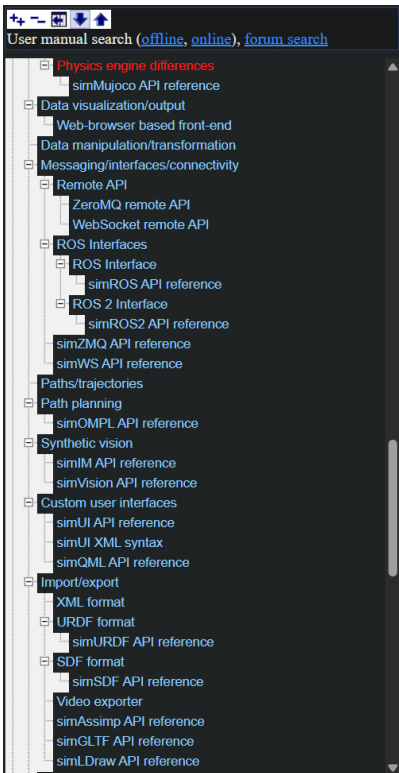 User manual search (offline, online), forum search
Physics engine differences
simMujoco API reference
Data visualization/output
Web-browser based front-end
Data manipulation/transformation
Messaging/interfaces/connectivity
Remote API
ZeroMQ remote API
WebSocket remote API
ROS Interfaces
ROS Interface
simROS API reference
ROS 2 Interface
simROS2 API reference
simZMQ API reference
simWS API reference
Paths/trajectories
Path planning
simOMPL API reference
Synthetic vision
simIM API reference
simVision API reference
Custom user interfaces
simUI API reference
simUI XML syntax
simQML API reference
Import/export
XML format
URDF format
simURDF API reference
SDF format
simSDF API reference
Video exporter
simAssimp API reference
simGLTF API reference
simLDraw API reference